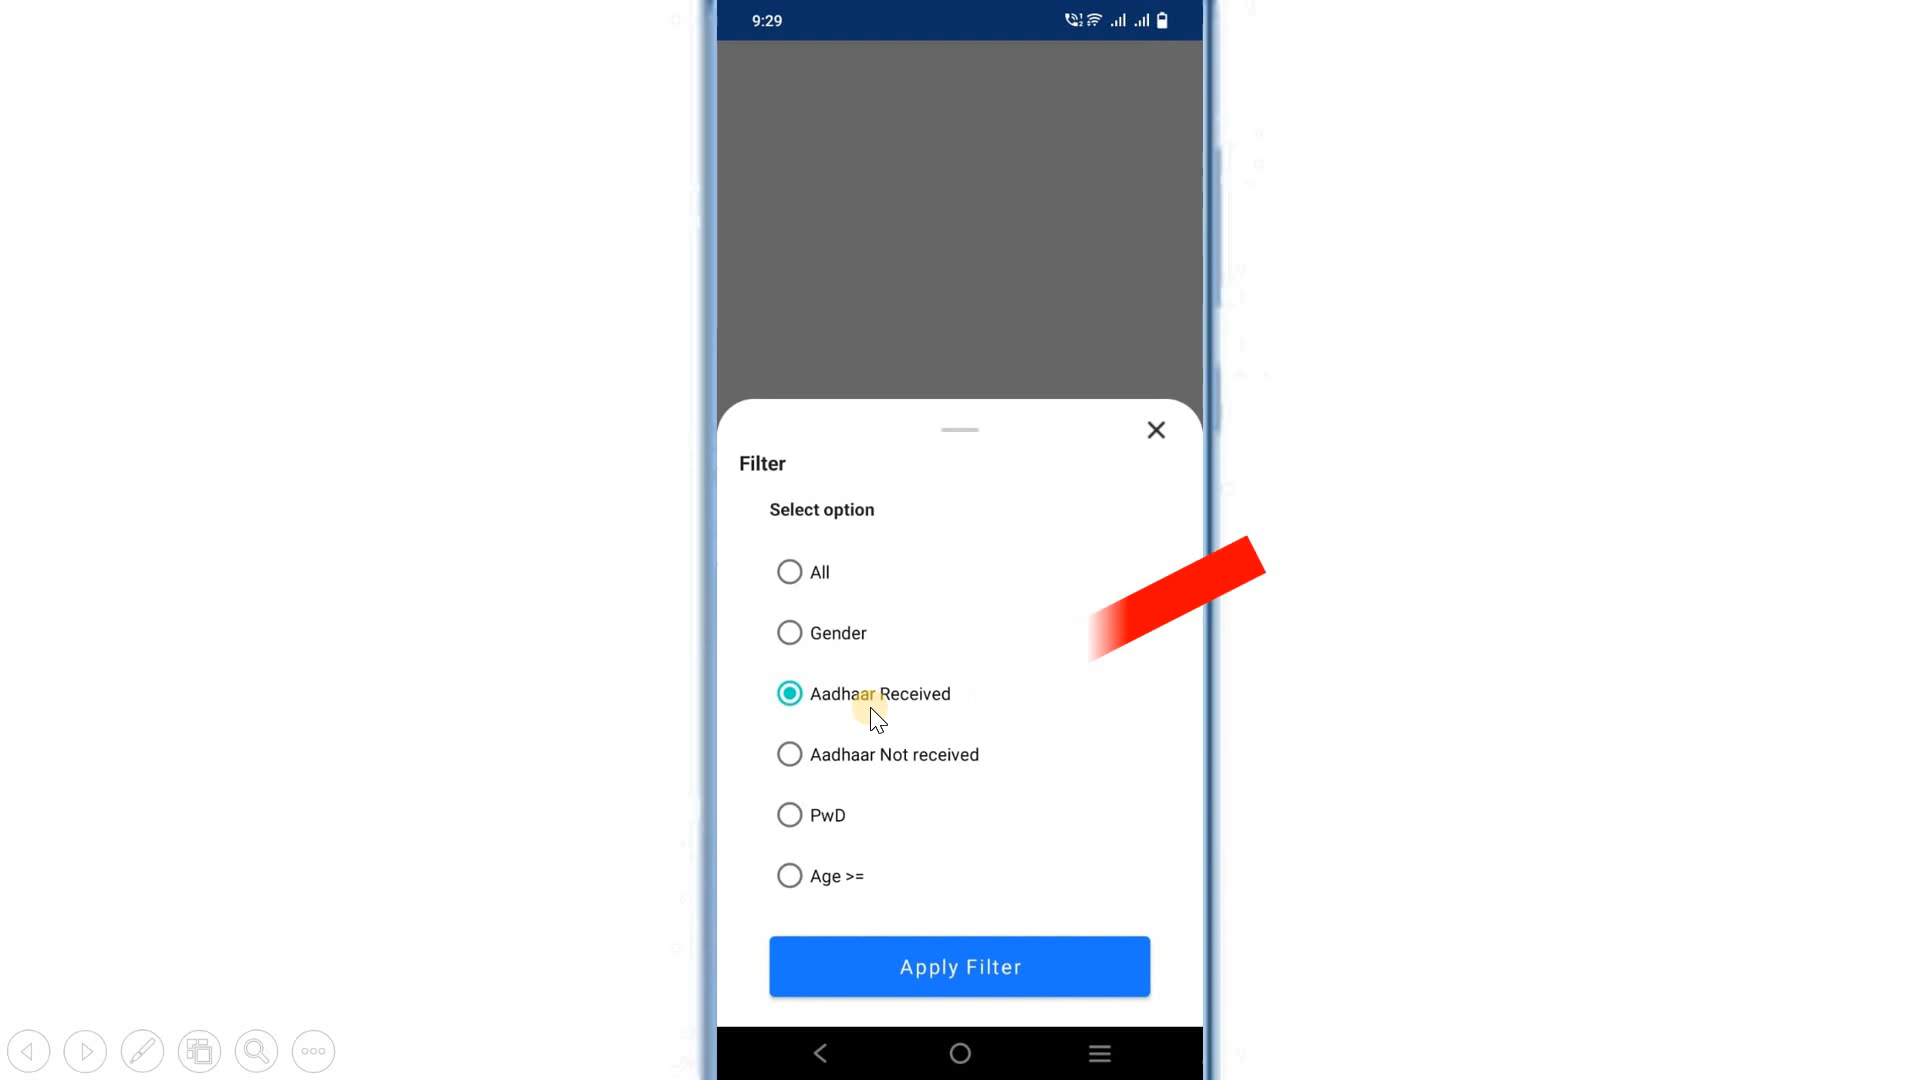 9:29
Filter
Select option
All
Gender
Aadhaar Received
Aadhaar Not received
PwD
Age >=
Apply Filter